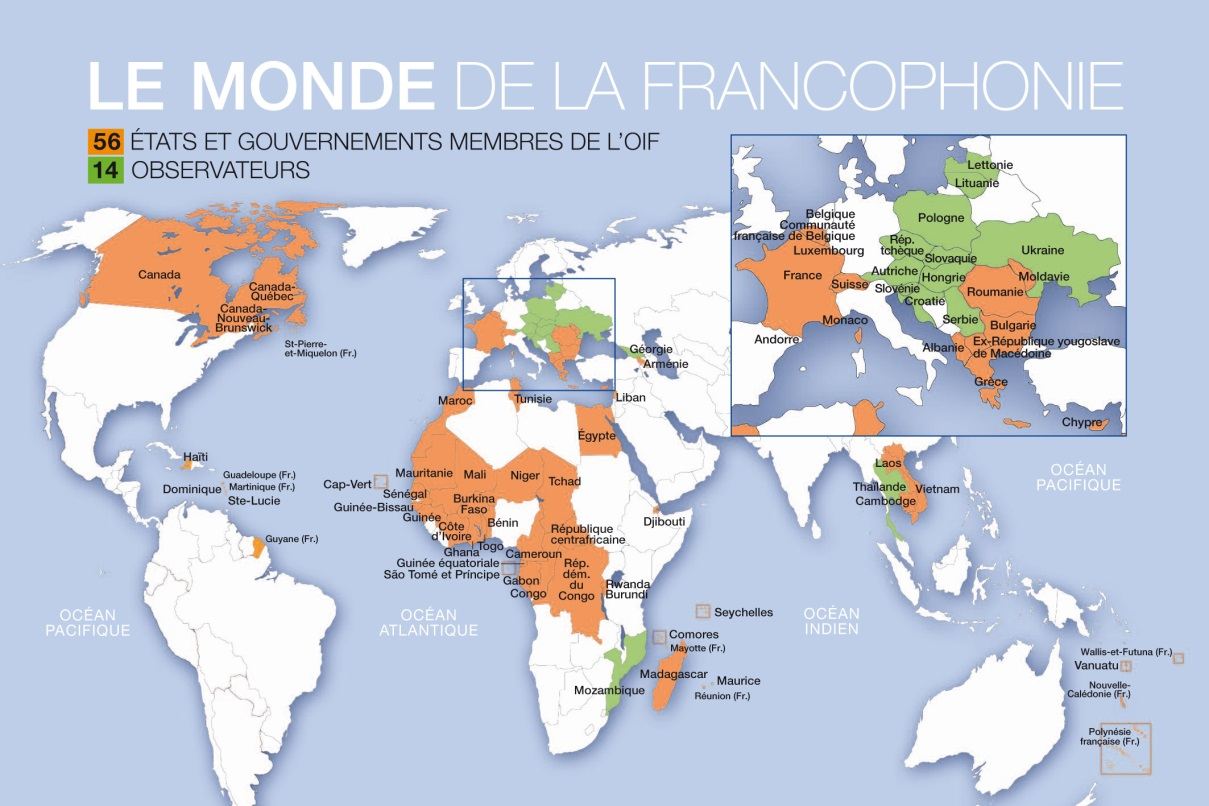 LE MONDE DE LA FRANCOPHONIE
56 ÉTATS ET GOUVERNEMENTS MEMBRES DE L'OIF
14 OBSERVATEURS
Lettonie
Lituanie
Belgique
Communauté
française de Belgique
Luxembourg
Pologne
Rép.
tchèque
Slovaquie
Ukraine
France
Suisse
Autriche
Hongrie
Moldavie
Slovénie
Roumanie
Croatie
Monaco
Serbie
Bulgarie
Andorre
Albanie
Ex-République yougoslave
de Macédoine
Grèce
Chypre
Canada
Canada-
Québec
Canada-
Nouveau-
Brunswick
St-Pierre-
et-Miquelon (Fr.)
Géorgie
Arménie
Maroc
Tunisie
Liban
Égypte
Haïti
Guadeloupe (Fr.)
Martinique (Fr.)
Dominique
Ste-Lucie
Guyane (Fr.)
Cap-Vert
Mauritanie
Mali
Niger
Tchad
Sénégal
Guinée-Bissau
Guinée
Burkina
Faso
Côte
d'Ivoire
Bénin
Togo
Ghana
Djibouti
République
centrafricaine
Cameroun
Guinée équatoriale
São Tomé et Príncipe
Gabon
Congo
Rép.
dém.
du
Congo
Rwanda
Burundi
Laos
Thaïlande
Vietnam
Cambodge
OCÉAN
PACIFIQUE
OCÉAN
PACIFIQUE
OCÉAN
ATLANTIQUE
OCÉAN
INDIEN
Seychelles
Comores
Mayotte (Fr.)
Madagascar
Maurice
Réunion (Fr.)
Mozambique
Wallis-et-Futuna (Fr.)
Vanuatu
Nouvelle-
Calédonie (Fr.)
Polynésie
française (Fr.)